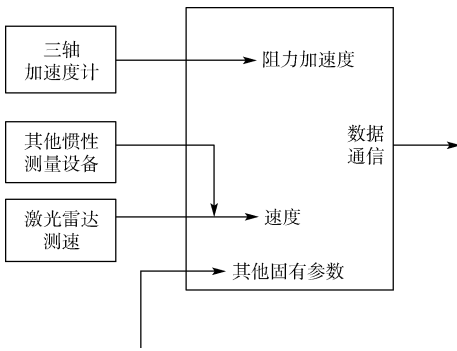 三轴
加速度计
阻力加速度
其他惯性
测量设备
数据
通信
激光雷达
测速
速度
其他固有参数